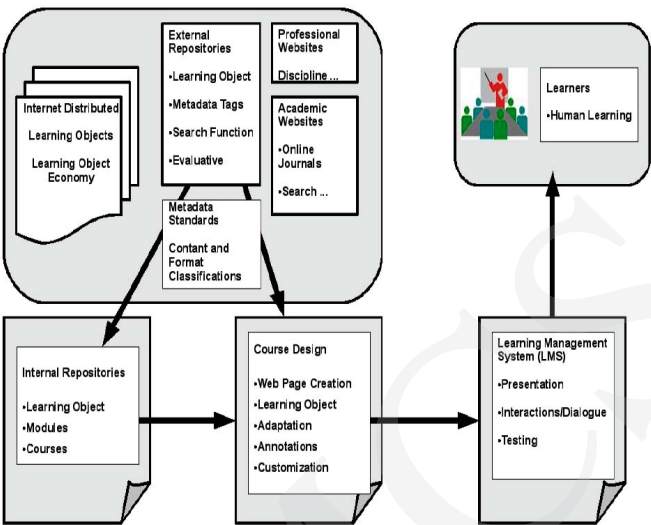 Internet Distributed
Learning Objects
Learning Object
Economy
External
Repositories
•Learning Object
•Metadata Tags
•Search Function
•Evaluative
Professional
Websites
Discipline ...
Academic
Websites
•Online
Journals
•Search ...
Metadata
Standards
Contant and
Format
Classifications
Learners
•Human Learning
Internal Repositories
•Learning Object
•Modules
•Courses
Course Design
•Web Page Creation
•Learning Object
•Adaptation
•Annotations
•Customization
Learning Management
System (LMS)
•Presentation
•Interactions/Dialogue
•Testing